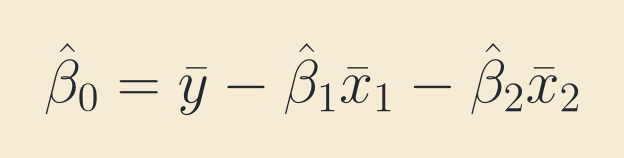 β̂₀ = ȳ − β̂₁x̄₁ − β̂₂x̄₂